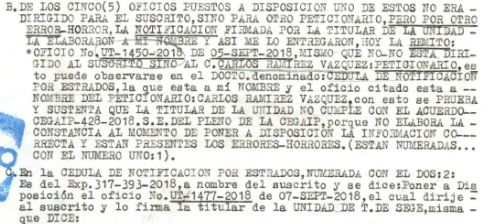 B. DE LOS CINCO(5) OFICIOS PUESTOS A DISPOSICION UNO DE ESTOS NO ERA -
DIRIGIDO PARA EL SUSCRITO,SINO PARA OTRO PETICIONARIO,PERO POR OTRO
ERROR-HORROR,LA NOTIFICACION FIRMADA POR LA TITULAR DE LA UNIDAD -
LA ELABORARON A MI NOMBRE Y ASI ME LO ENTREGARON,HOY LA REMITO:
*OFICIO No.UT-1450-2018 DE 05-SEPT-2018,MISMO QUE NO-NO ESTA DIRI-
GIDO AL SUSCRITO SINO AL C.CARLOS RAMIREZ VAZQUEZ:PETICIONARIO,es
to puede observarse en el DOCTO.denominado:CEDULA DE NOTIFICACION
POR ESTRADOS,la que esta a mi NOMBRE y el oficio citado esta a --
NOMBRE DEL PETICIONARIO:CARLOS RAMIREZ VAZQUEZ,con esto se PRUEBA
Y SUSTENTA QUE LA TITULAR DE LA UNIDAD NO CUMPLE CON EL ACUERDO--
CEGAIP-428-2018.S.E.DEL PLENO DE LA CEGAIP,porque NO ELABORA LA -
CONSTANCIA AL MOMENTO DE PONER A DISPOSICION LA INFORMACION CO---
RRECTA Y ESTAN PRESENTES LOS ERRORES-HORRORES.(ESTAN NUMERADAS...
CON EL NUMERO UNO:1).
C. En la CEDULA DE NOTIFICACION POR ESTRADOS,NUMERADA CON EL DOS:2:
Es del Exp.317-393-2018,a nombre del suscrito y se dice:Poner a Dis
posición el oficio No.UT-1477-2018 de 07-SEPT-2018,el cual dirije -
al suscrito y lo firma la titular de la UNIDAD DE T.DE SEGE,misma -
que DICE: